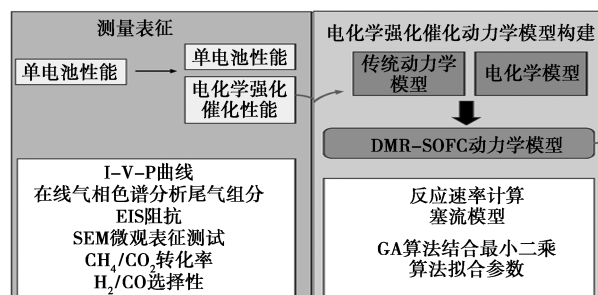 测量表征
单电池性能
单电池性能
电化学强化
催化性能
I-V-P曲线
在线气相色谱分析尾气组分
EIS阻抗
SEM微观表征测试
CH₄/CO₂转化率
H₂/CO选择性
电化学强化催化动力学模型构建
传统动力学
模型
电化学模型
DMR-SOFC动力学模型
反应速率计算
塞流模型
GA算法结合最小二乘
算法拟合参数